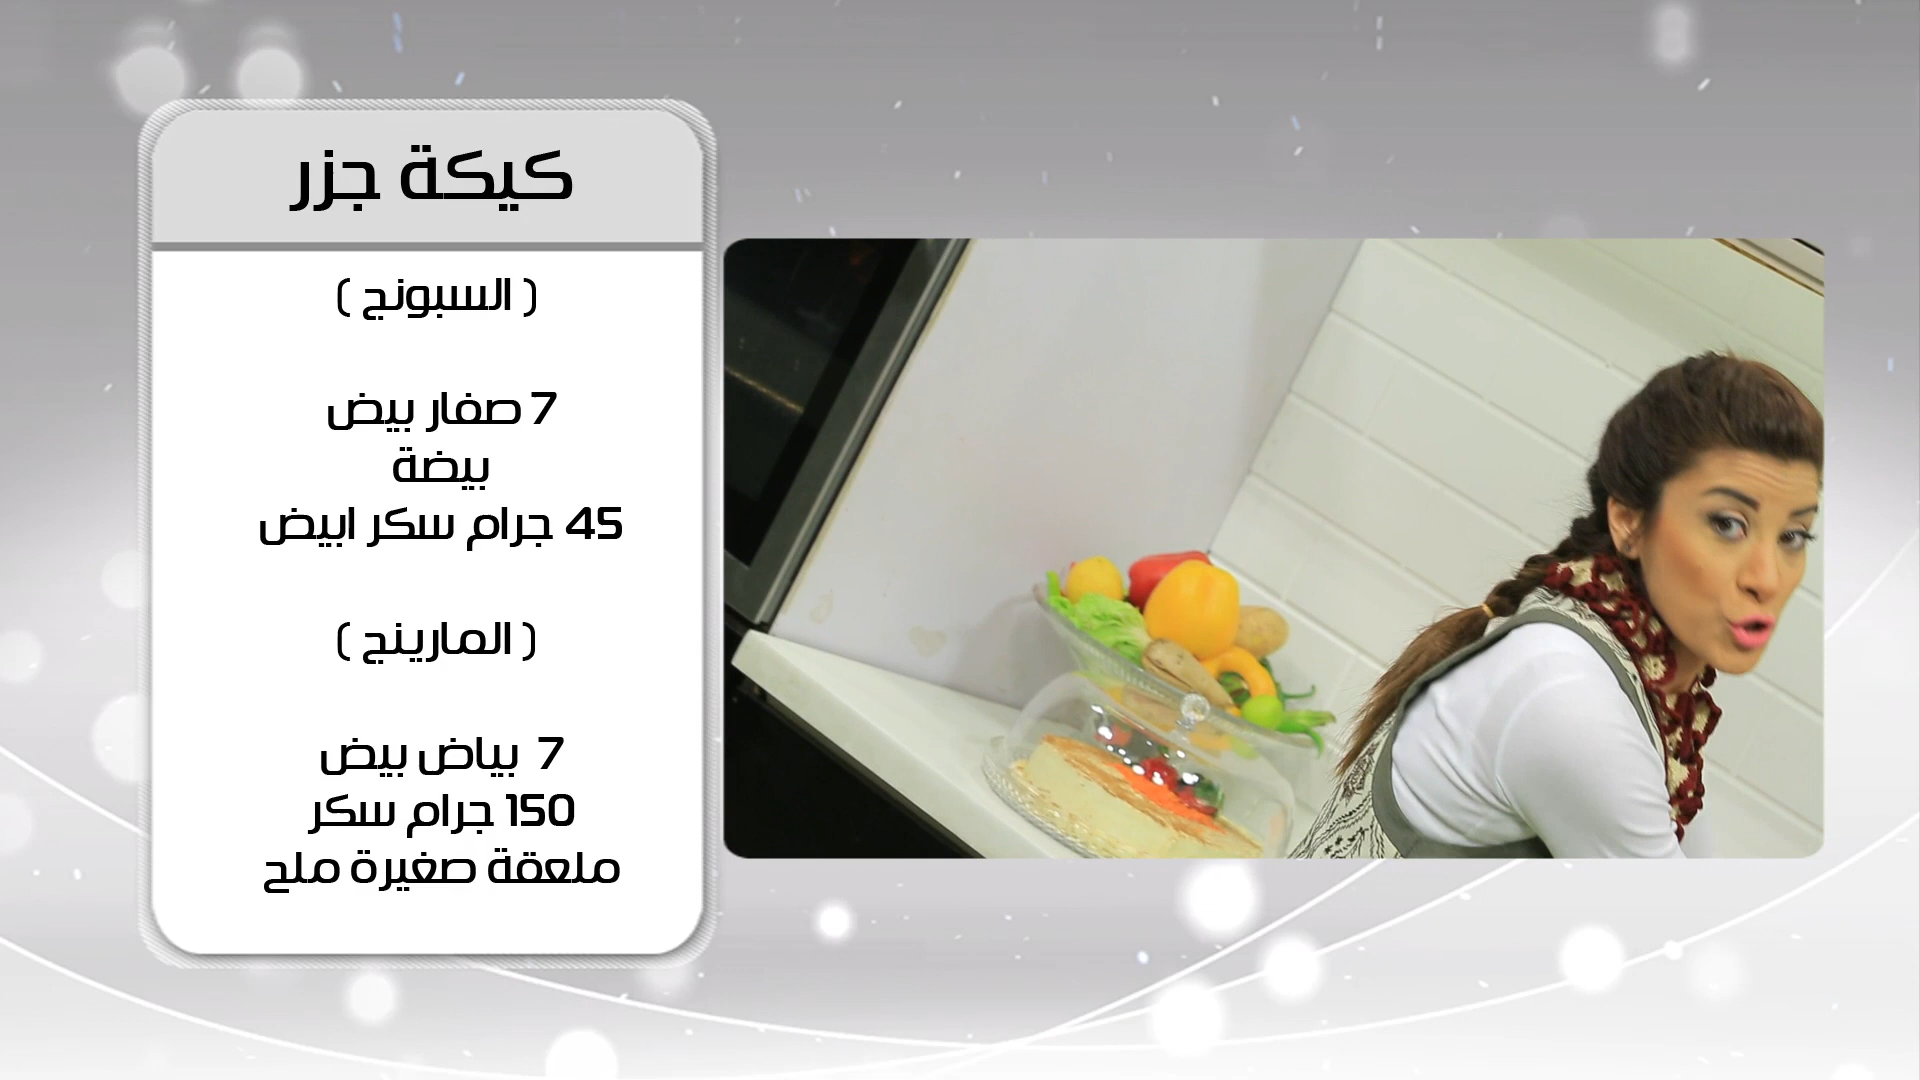 كيكة جزر
( السبونج )
7 صفار بيض
بيضة
45 جرام سكر ابيض
( المارينج )
7 بياض بيض
150 جرام سكر
ملعقة صغيرة ملح